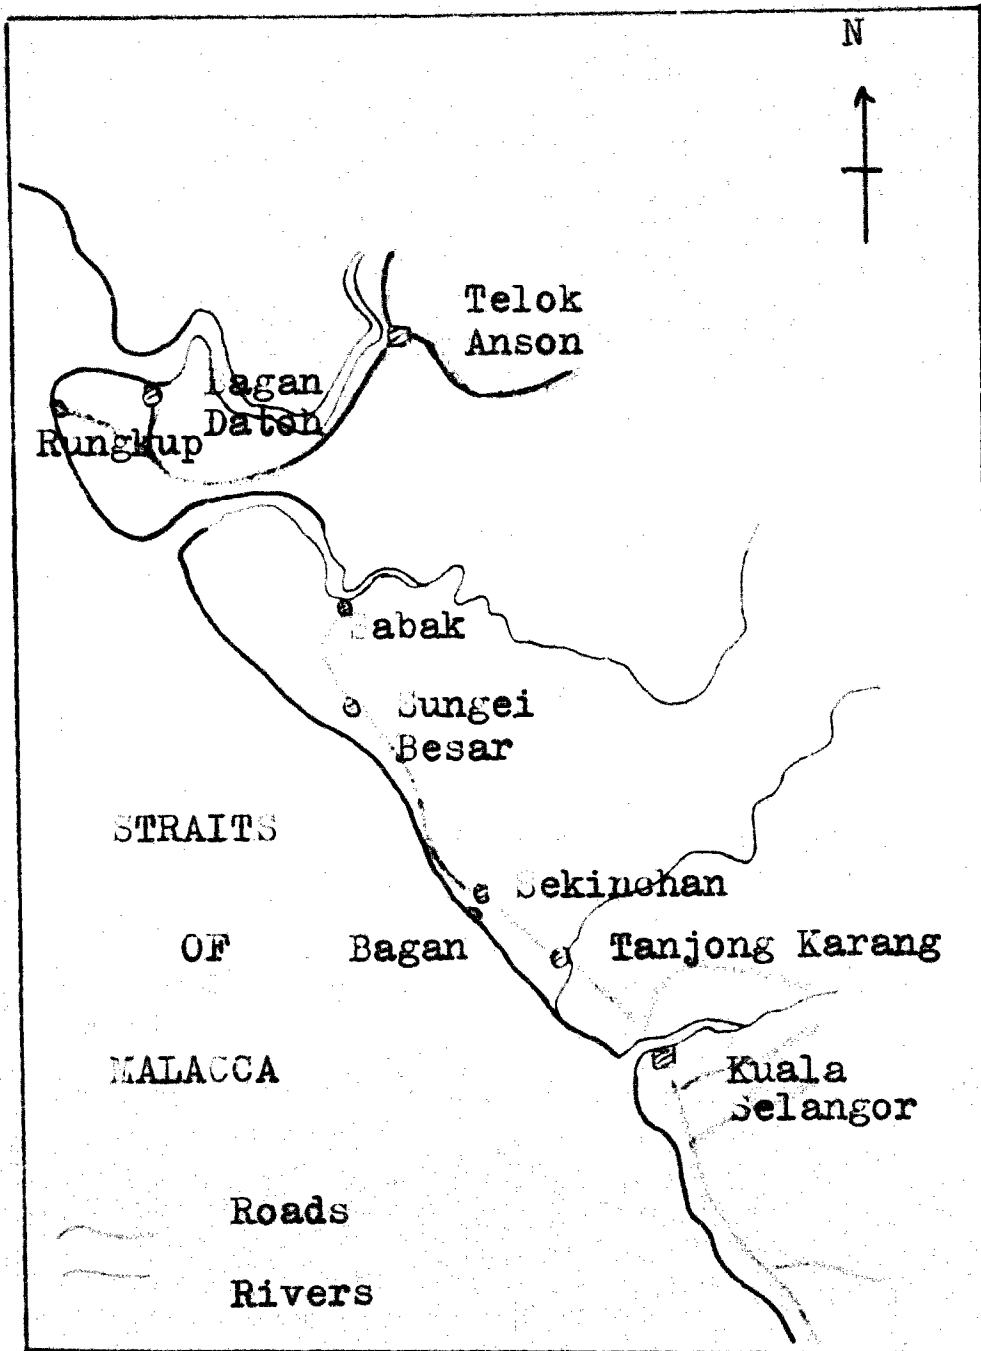 N
Telok
Anson
Bagan
Datoh
Rungkup
Sabak
Sungei
Besar
STRAITS
Sekinchan
OF
Bagan
Tanjong Karang
MALACCA
Kuala
Selangor
Roads
Rivers